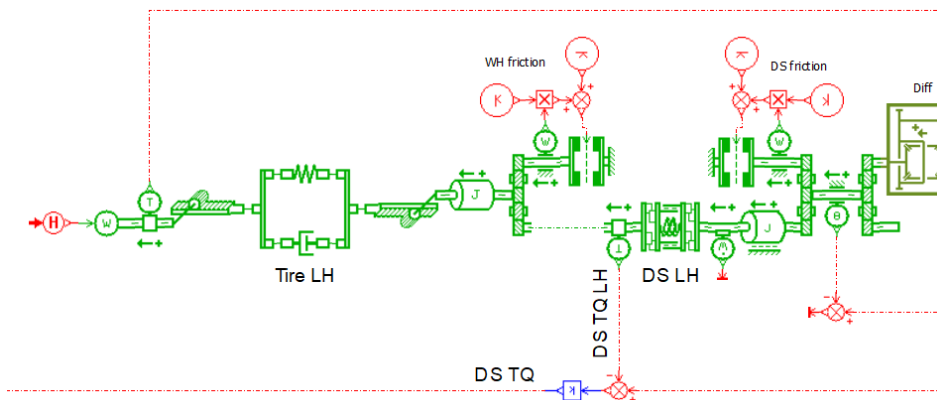 K
K
WH friction
DS friction
K
K
Diff
W
W
T
J
H
W
J
θ
T
W
Tire LH
DS LH
DS TQ LH
DS TQ
k